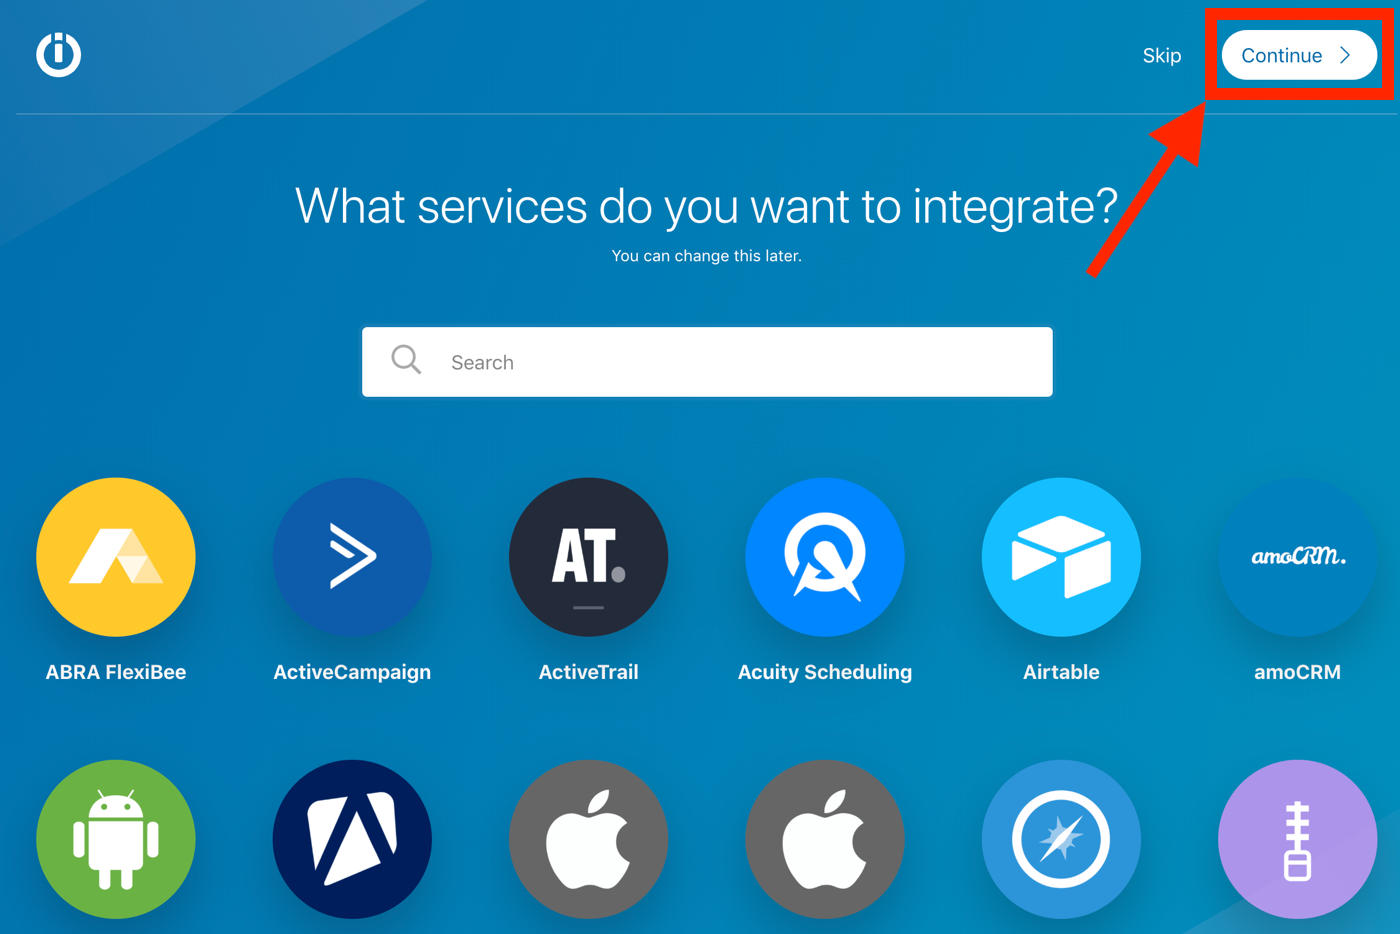 Skip
Continue
What services do you want to integrate?
You can change this later.
Search
AT.
amoCRM.
ABRA FlexiBee
ActiveCampaign
ActiveTrail
Acuity Scheduling
Airtable
amoCRM